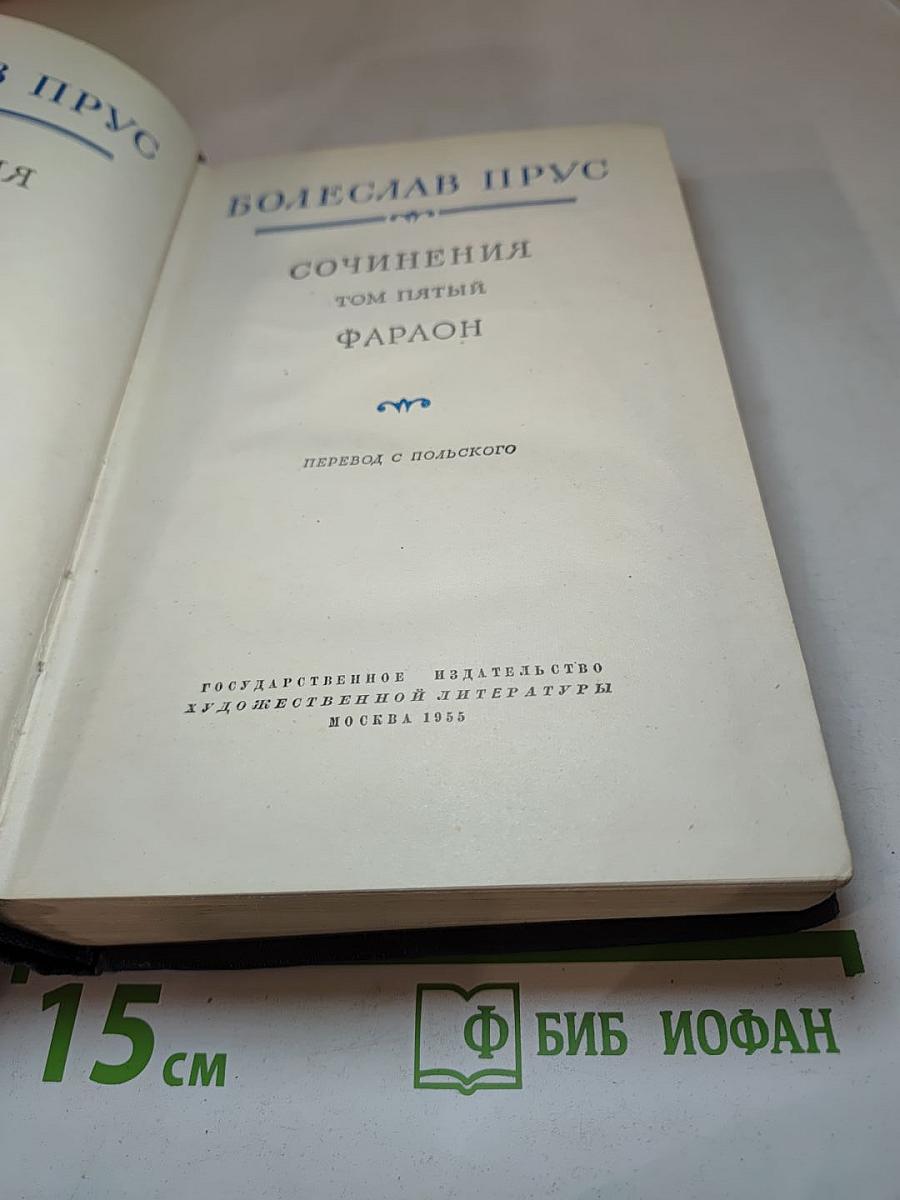 В ПРУС
ИЯ
БОЛЕСЛАВ ПРУС
СОЧИНЕНИЯ
ТОМ ПЯТЫЙ
ФАРАОН
ПЕРЕВОД С ПОЛЬСКОГО
ГОСУДАРСТВЕННОЕ ИЗДАТЕЛЬСТВО
ХУДОЖЕСТВЕННОЙ ЛИТЕРАТУРЫ
МОСКВА 1955
15 см
Ф БИБ ИОФАН